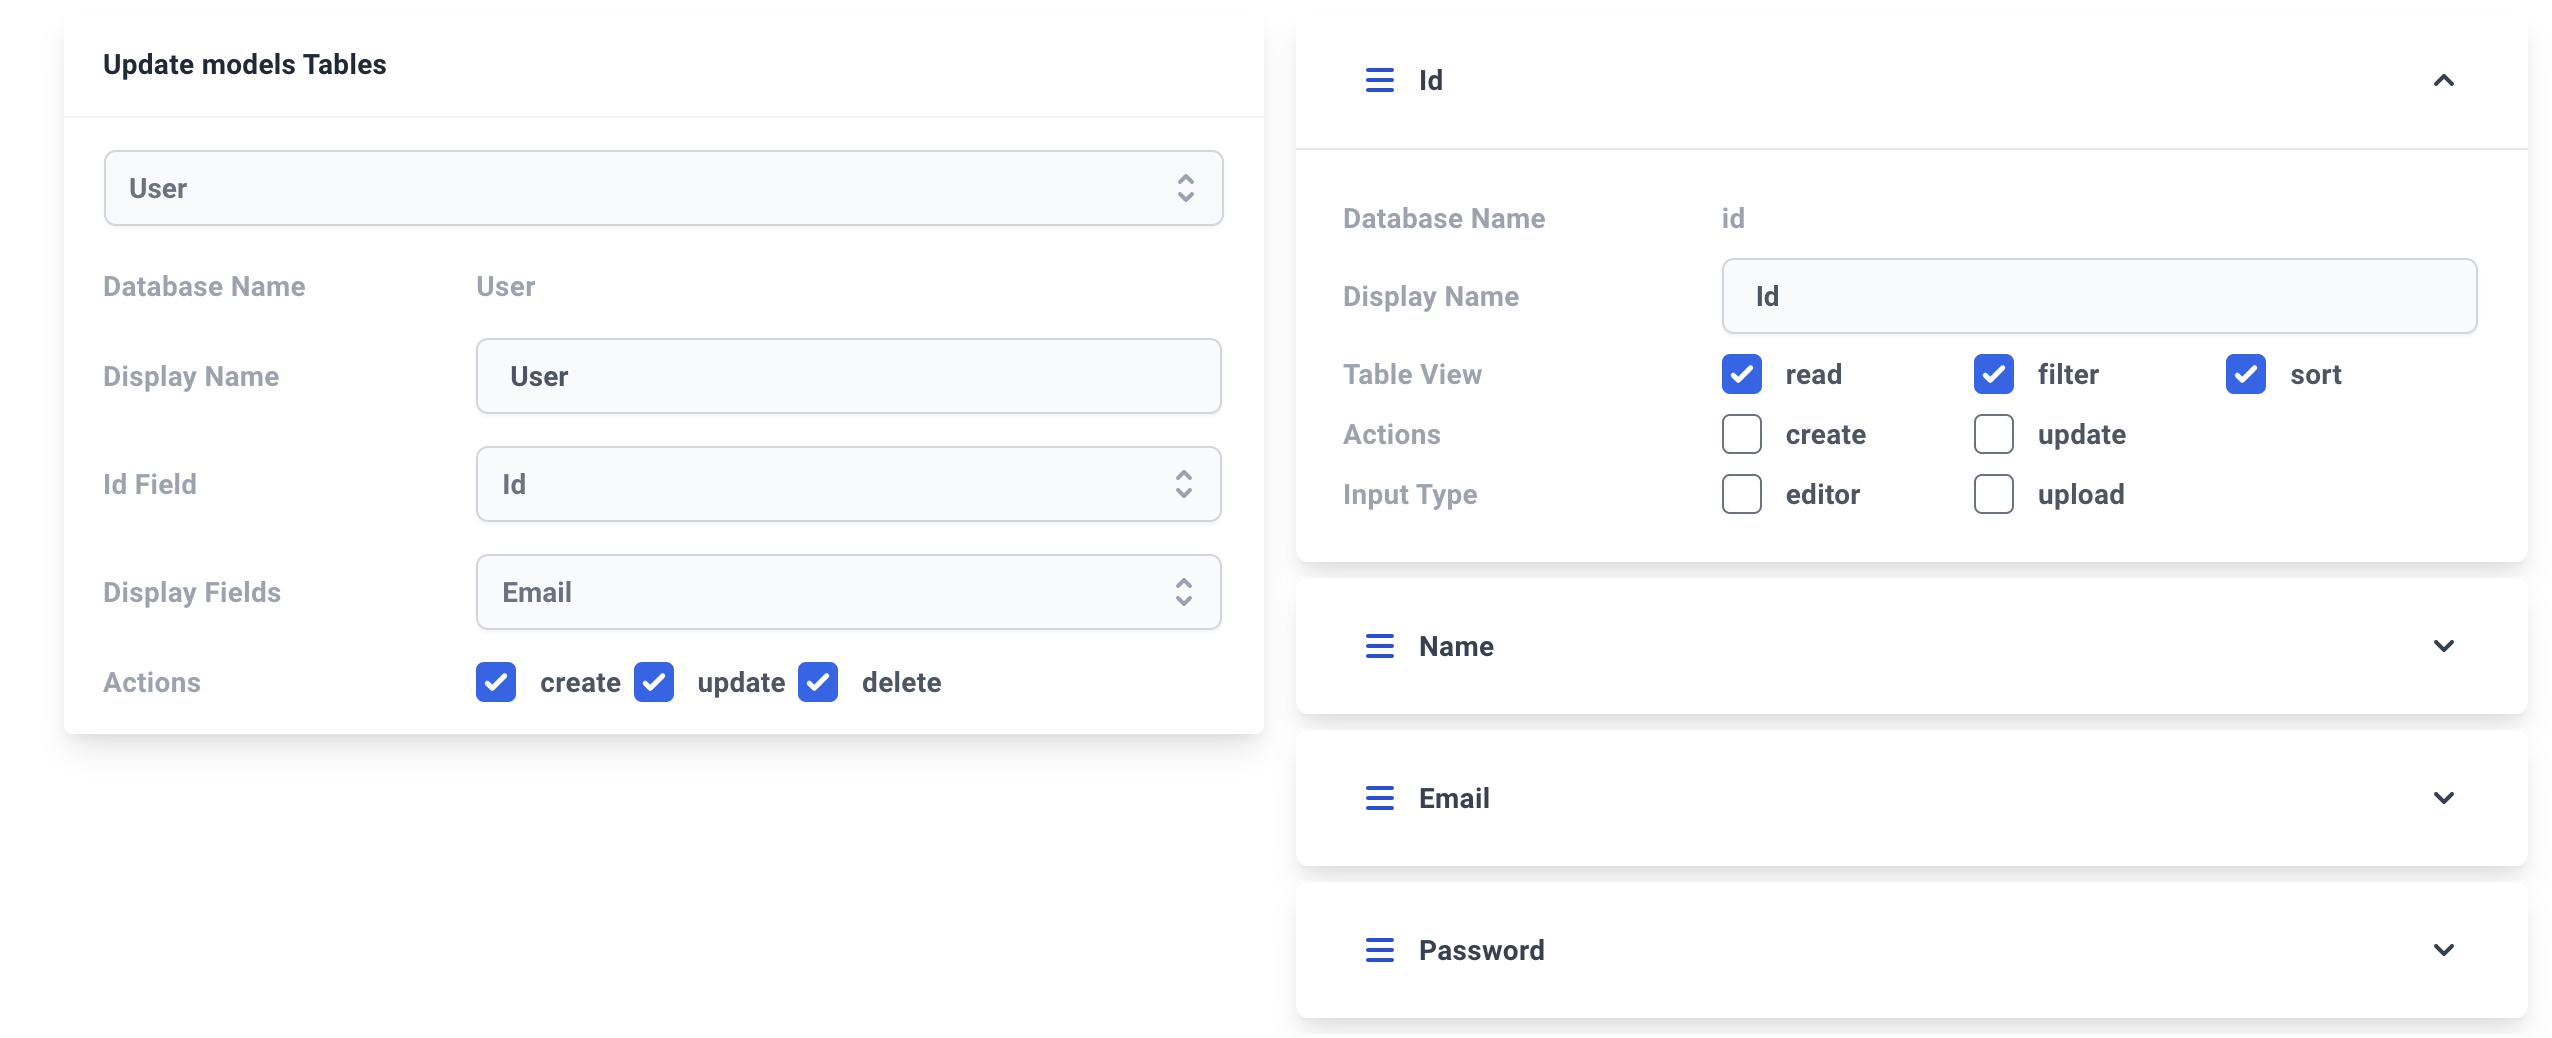 Update models Tables
User
Database Name User
Display Name User
Id Field Id
Display Fields Email
Actions create update delete
Id
Database Name id
Display Name Id
Table View read filter sort
Actions create update
Input Type editor upload
Name
Email
Password